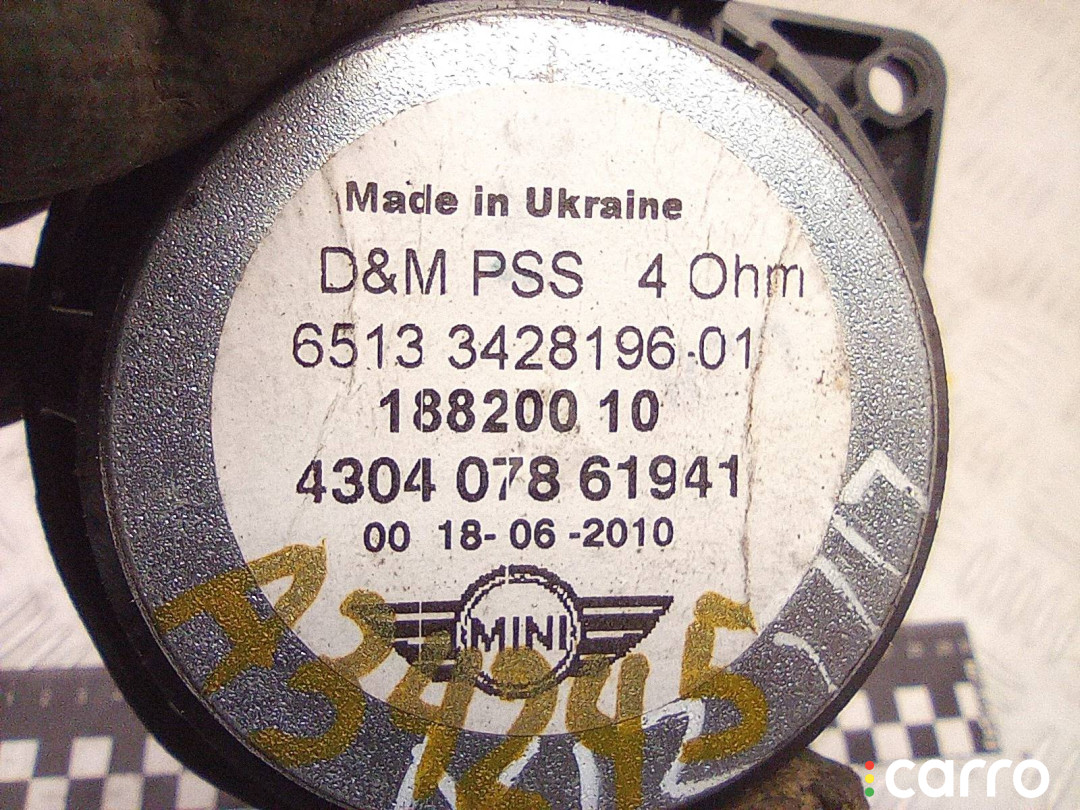 Made in Ukraine
D&M PSS 4 Ohm
6513 3428196-01
188200 10
4304 078 61941
00 18-06-2010
MINI
A34245
carro